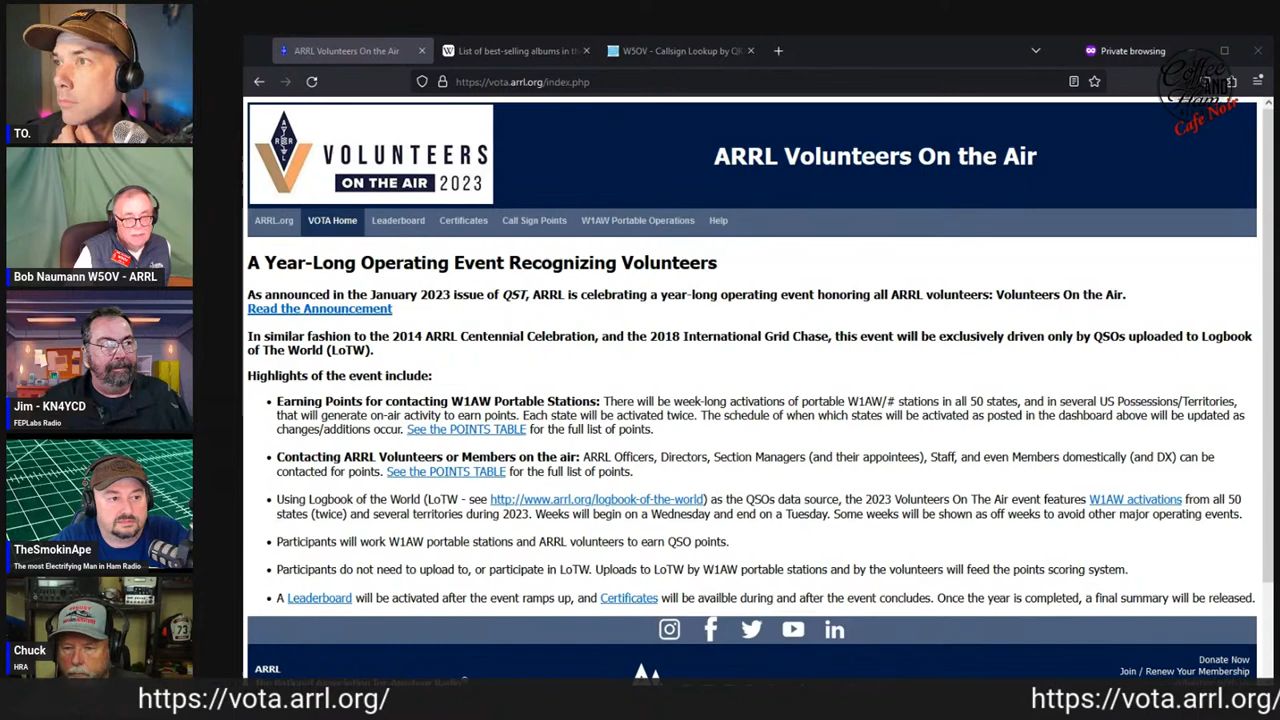 TO.
Bob Naumann W5OV - ARRL
Jim - KN4YCD
FEPLabs Radio
TheSmokinApe
The most Electrifying Man in Ham Radio
Chuck
HRA
73
ARRL Volunteers On the Air
List of best-selling albums in th
W5OV - Callsign Lookup by QR
Private browsing
https://vota.arrl.org/index.php
Coffee
AND
Ham
Cafe Noir
VOLUNTEERS
ON THE AIR 2023
ARRL Volunteers On the Air
ARRL.org VOTA Home Leaderboard Certificates Call Sign Points W1AW Portable Operations Help
A Year-Long Operating Event Recognizing Volunteers
As announced in the January 2023 issue of QST, ARRL is celebrating a year-long operating event honoring all ARRL volunteers: Volunteers On the Air.
Read the Announcement
In similar fashion to the 2014 ARRL Centennial Celebration, and the 2018 International Grid Chase, this event will be exclusively driven only by QSOs uploaded to Logbook
of The World (LoTW).
Highlights of the event include:
• Earning Points for contacting W1AW Portable Stations: There will be week-long activations of portable W1AW/# stations in all 50 states, and in several US Possessions/Territories,
that will generate on-air activity to earn points. Each state will be activated twice. The schedule of when which states will be activated as posted in the dashboard above will be updated as
changes/additions occur. See the POINTS TABLE for the full list of points.
• Contacting ARRL Volunteers or Members on the air: ARRL Officers, Directors, Section Managers (and their appointees), Staff, and even Members domestically (and DX) can be
contacted for points. See the POINTS TABLE for the full list of points.
• Using Logbook of the World (LoTW - see http://www.arrl.org/logbook-of-the-world) as the QSOs data source, the 2023 Volunteers On The Air event features W1AW activations from all 50
states (twice) and several territories during 2023. Weeks will begin on a Wednesday and end on a Tuesday. Some weeks will be shown as off weeks to avoid other major operating events.
• Participants will work W1AW portable stations and ARRL volunteers to earn QSO points.
• Participants do not need to upload to, or participate in LoTW. Uploads to LoTW by W1AW portable stations and by the volunteers will feed the points scoring system.
• A Leaderboard will be activated after the event ramps up, and Certificates will be availble during and after the event concludes. Once the year is completed, a final summary will be released.
ARRL
Donate Now
Join / Renew Your Membership
https://vota.arrl.org/ https://vota.arrl.org/